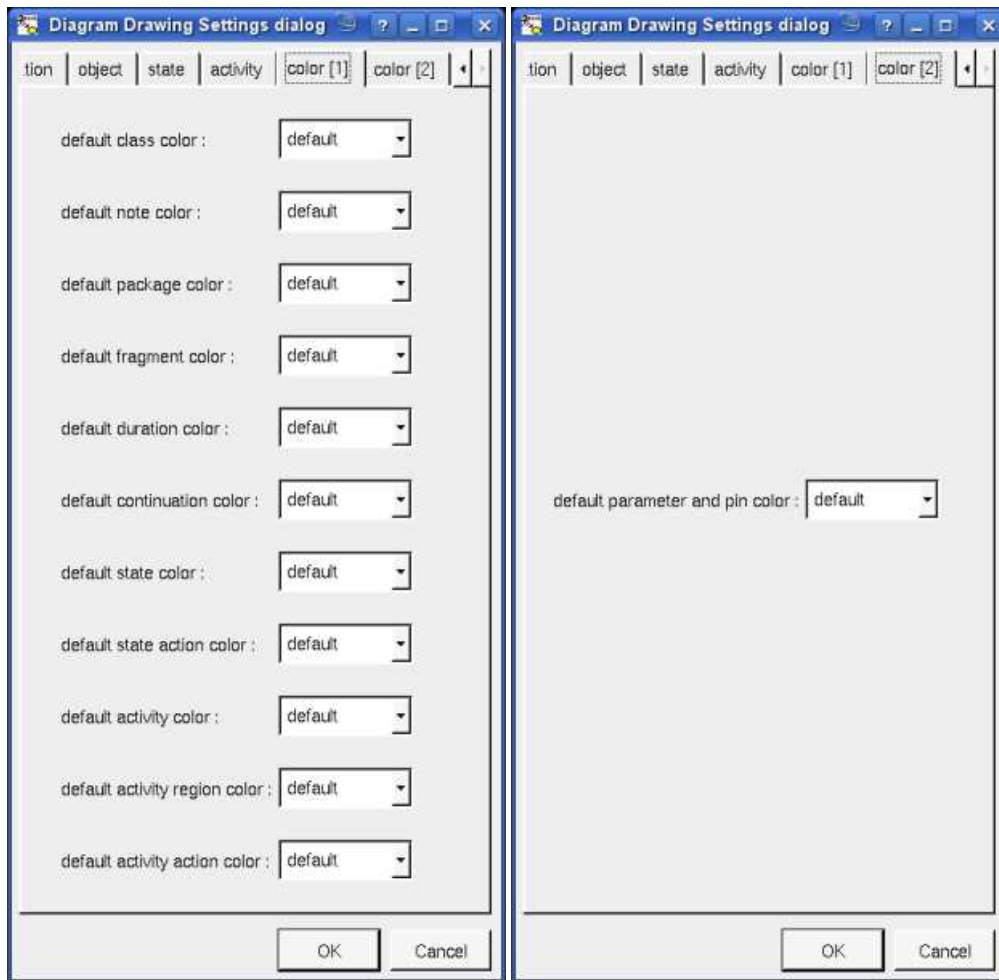 Diagram Drawing Settings dialog
tion object state activity color [1] color [2]
default class color : default
default note color : default
default package color : default
default fragment color : default
default duration color : default
default continuation color : default
default state color : default
default state action color : default
default activity color : default
default activity region color : default
default activity action color : default
OK Cancel
Diagram Drawing Settings dialog
tion object state activity color [1] color [2]
default parameter and pin color : default
OK Cancel